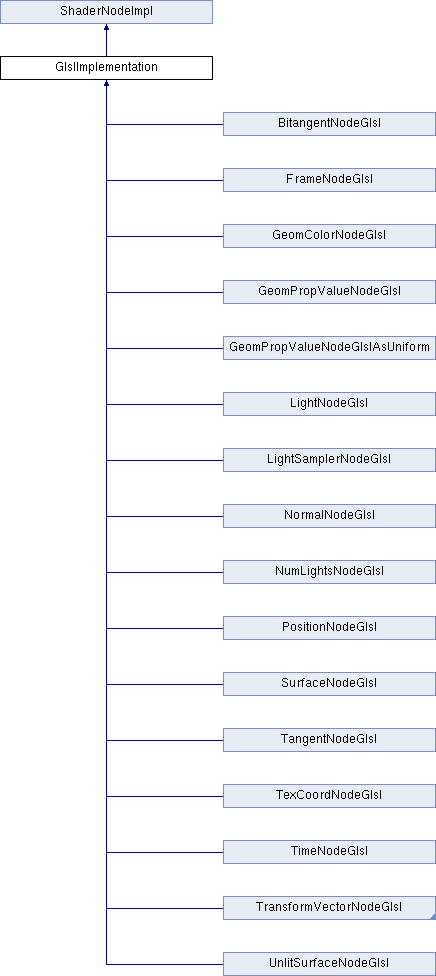 ShaderNodeImpl
GlslImplementation
BitangentNodeGlsl
FrameNodeGlsl
GeomColorNodeGlsl
GeomPropValueNodeGlsl
GeomPropValueNodeGlslAsUniform
LightNodeGlsl
LightSamplerNodeGlsl
NormalNodeGlsl
NumLightsNodeGlsl
PositionNodeGlsl
SurfaceNodeGlsl
TangentNodeGlsl
TexCoordNodeGlsl
TimeNodeGlsl
TransformVectorNodeGlsl
UnlitSurfaceNodeGlsl